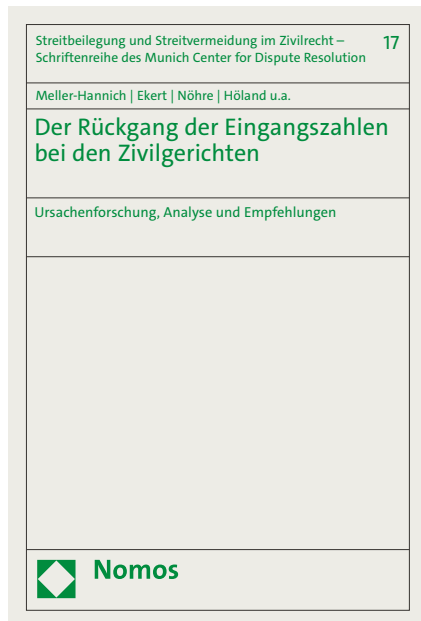 Streitbeilegung und Streitvermeidung im Zivilrecht –
Schriftenreihe des Munich Center for Dispute Resolution
17
Meller-Hannich | Ekert | Nöhre | Höland u.a.
Der Rückgang der Eingangszahlen
bei den Zivilgerichten
Ursachenforschung, Analyse und Empfehlungen
Nomos